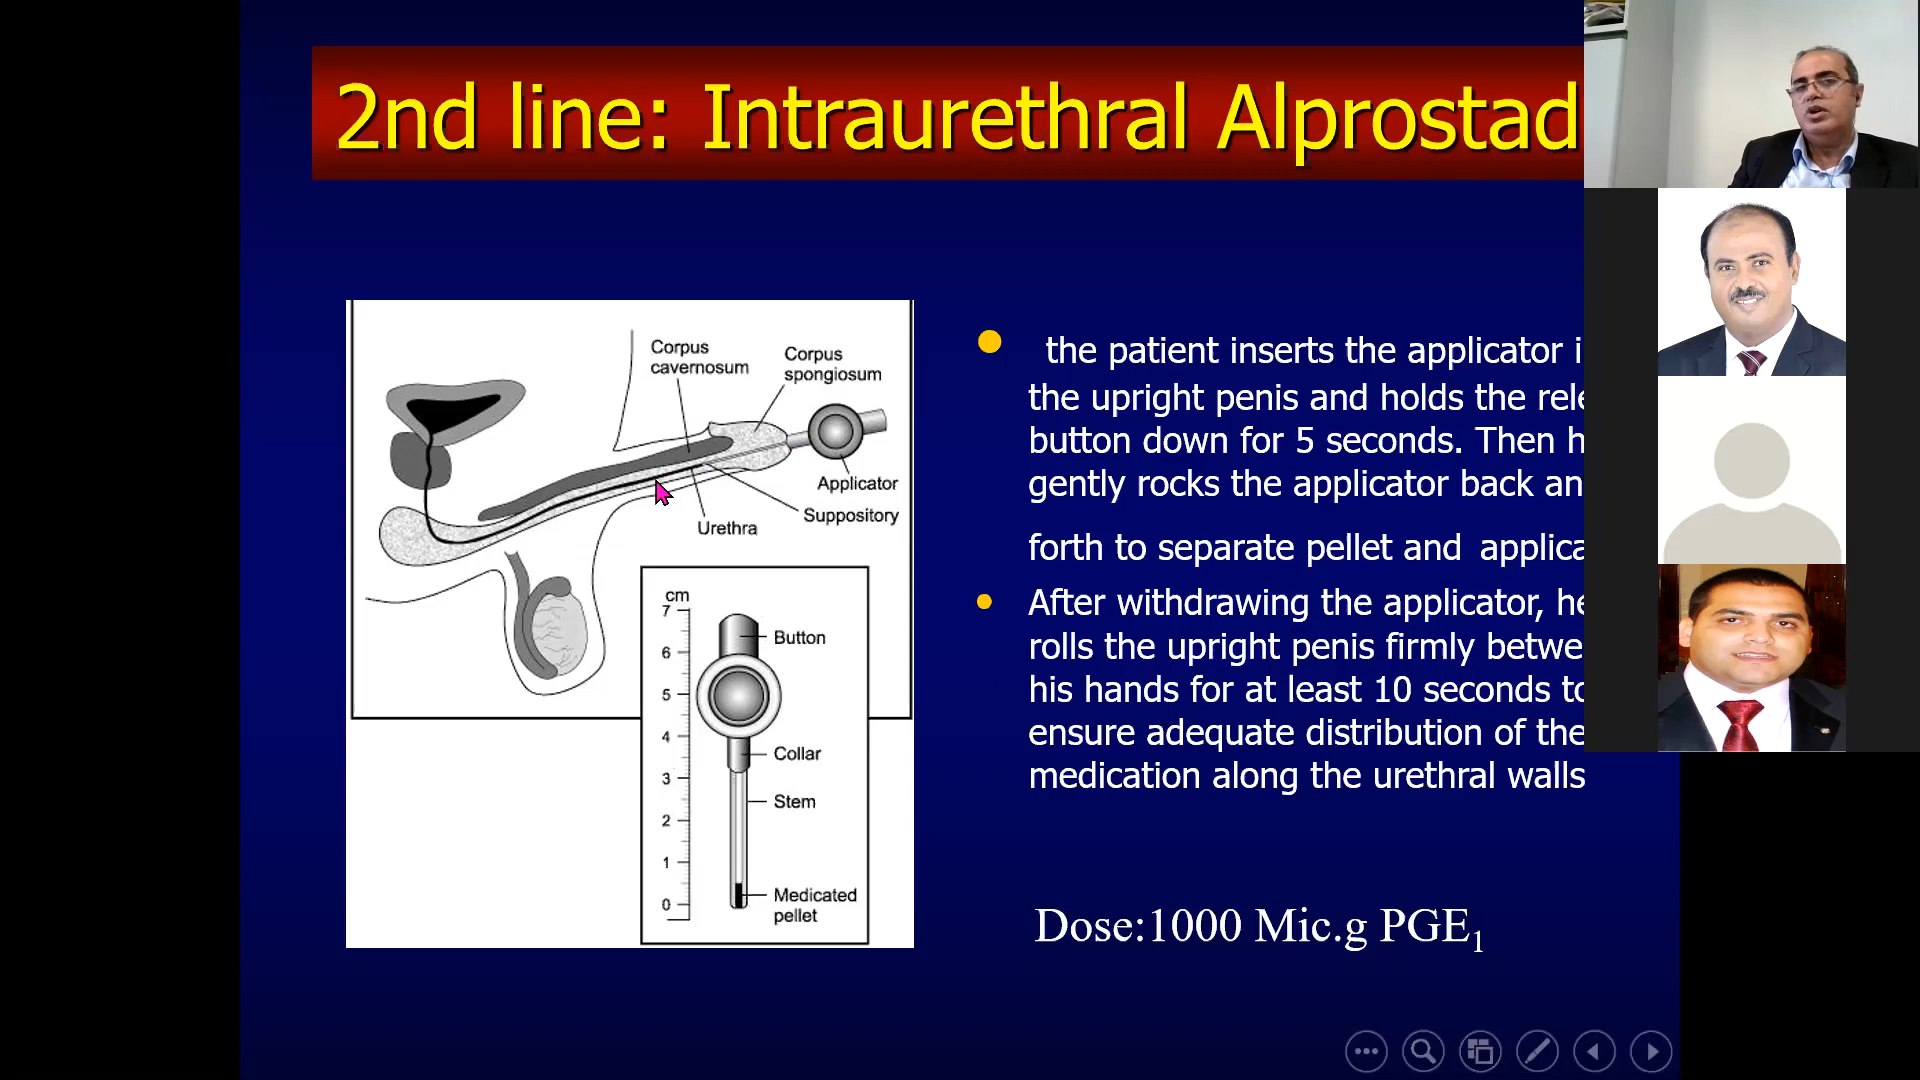 2nd line: Intraurethral Alprostad
Corpus
cavernosum
Corpus
spongiosum
Applicator
Suppository
Urethra
cm
7
6
5
4
3
2
1
0
Button
Collar
Stem
Medicated
pellet
the patient inserts the applicator i
the upright penis and holds the rele
button down for 5 seconds. Then h
gently rocks the applicator back an
forth to separate pellet and applica
After withdrawing the applicator, he
rolls the upright penis firmly betwe
his hands for at least 10 seconds to
ensure adequate distribution of the
medication along the urethral walls
Dose:1000 Mic.g PGE1